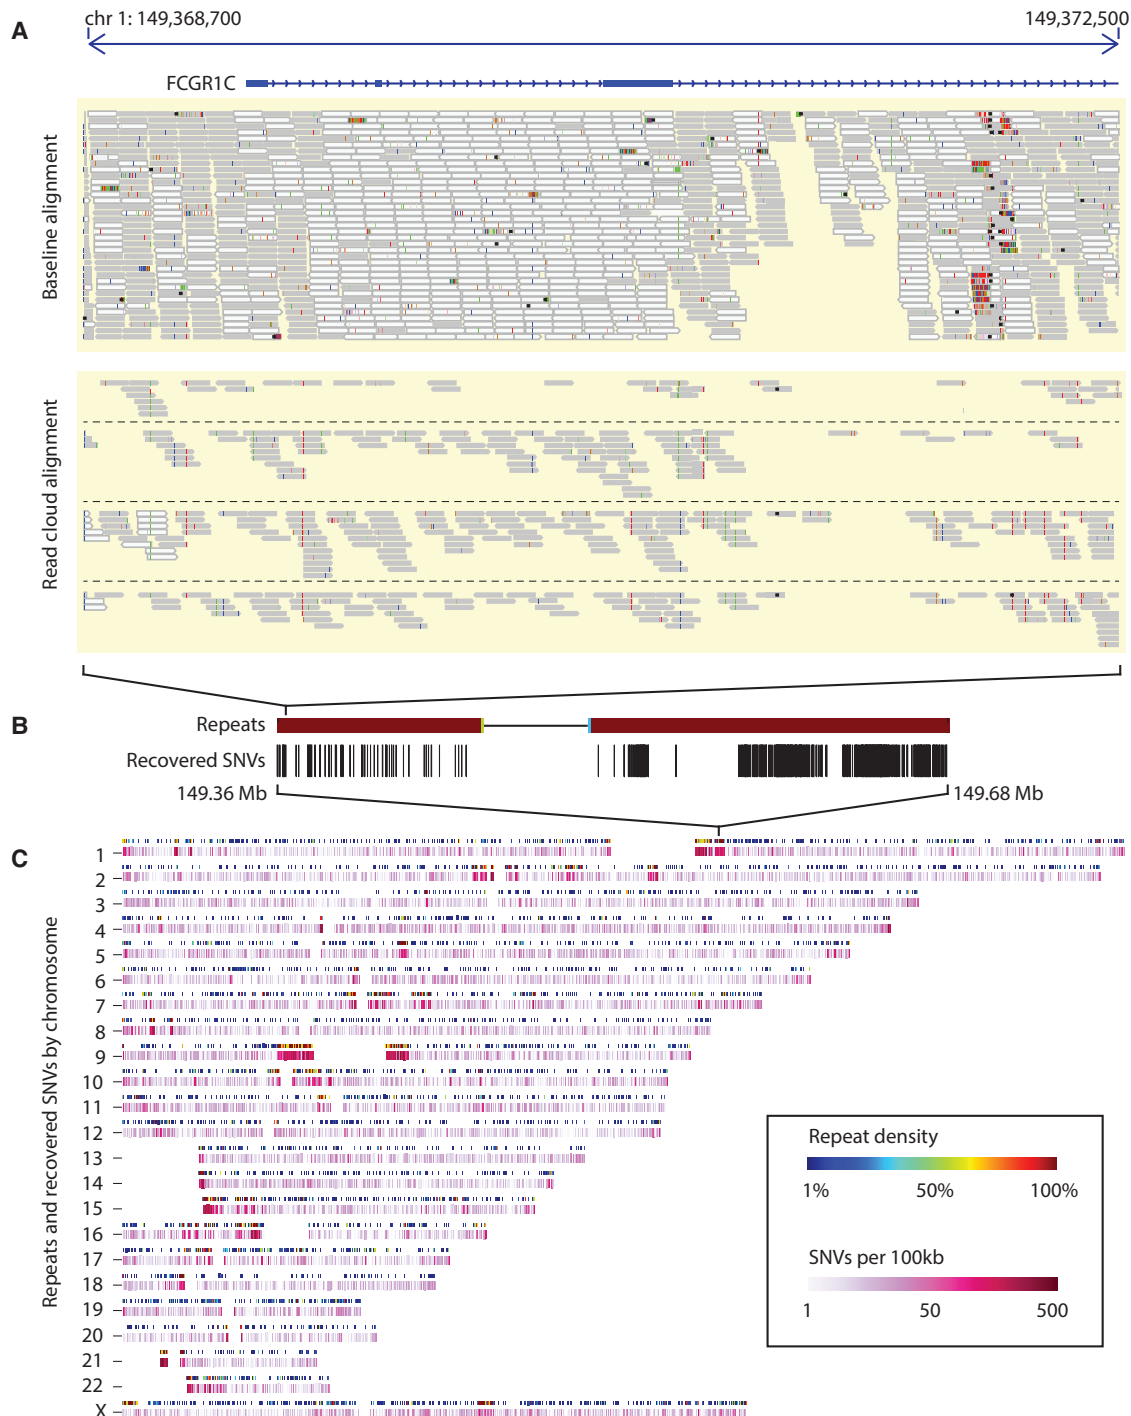 A
chr 1: 149,368,700
149,372,500
FCGR1C
Baseline alignment
Read cloud alignment
B
Repeats
Recovered SNVs
149.36 Mb
149.68 Mb
C
Repeats and recovered SNVs by chromosome
1
2
3
4
5
6
7
8
9
10
11
12
13
14
15
16
17
18
19
20
21
22
X
Repeat density
1%
50%
100%
SNVs per 100kb
1
50
500